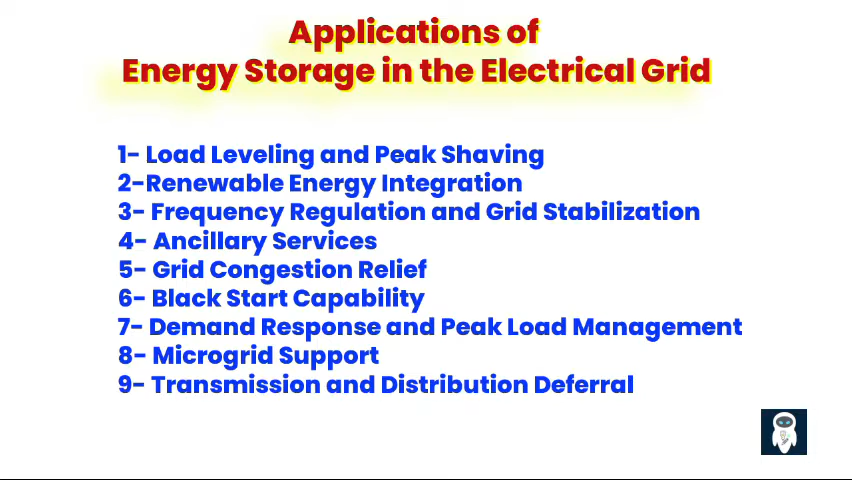 Applications of
Energy Storage in the Electrical Grid
1- Load Leveling and Peak Shaving
2-Renewable Energy Integration
3- Frequency Regulation and Grid Stabilization
4- Ancillary Services
5- Grid Congestion Relief
6- Black Start Capability
7- Demand Response and Peak Load Management
8- Microgrid Support
9- Transmission and Distribution Deferral